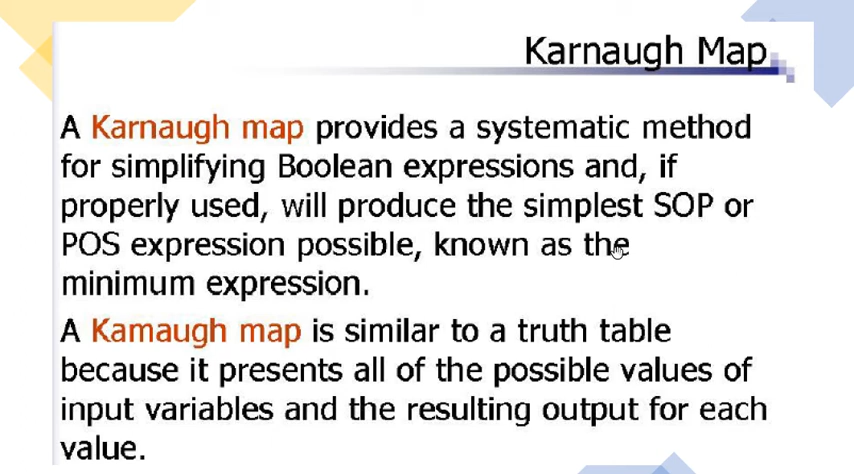 Karnaugh Map
A Karnaugh map provides a systematic method
for simplifying Boolean expressions and, if
properly used, will produce the simplest SOP or
POS expression possible, known as the
minimum expression.
A Kamaugh map is similar to a truth table
because it presents all of the possible values of
input variables and the resulting output for each
value.